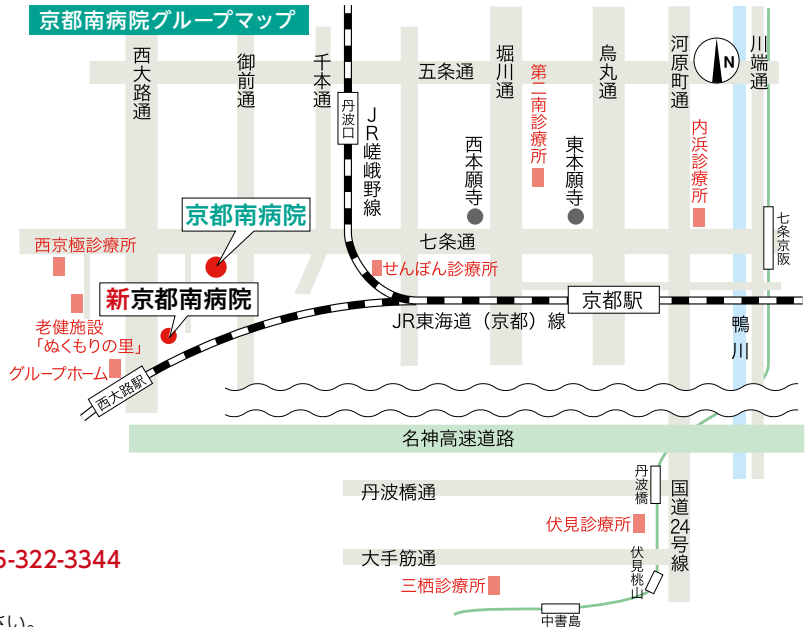 京都南病院グループマップ
西大路通
御前通
千本通
五条通
堀川通
烏丸通
河原町通
川端通
N
丹波口
JR嵯峨野線
第二南診療所
西本願寺
東本願寺
内浜診療所
京都南病院
七条通
七条京阪
西京極診療所
せんぼん診療所
新京都南病院
京都駅
JR東海道（京都）線
鴨川
老健施設
「ぬくもりの里」
グループホーム
西大路駅
名神高速道路
丹波橋通
丹波橋
国道24号線
伏見診療所
大手筋通
伏見桃山
三栖診療所
中書島
5-322-3344
さい。